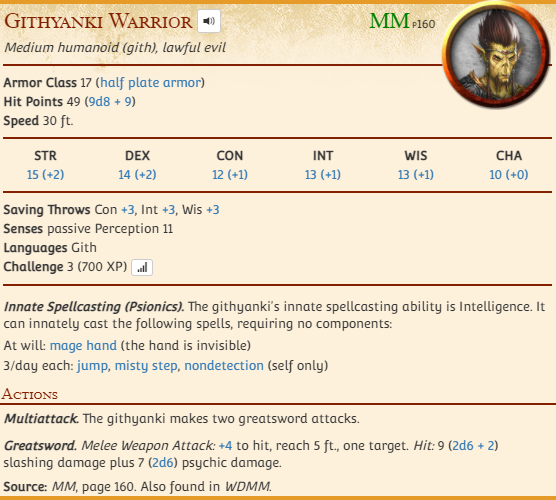 Githyanki Warrior
MM p160
Medium humanoid (gith), lawful evil
Armor Class 17 (half plate armor)
Hit Points 49 (9d8 + 9)
Speed 30 ft.
STR DEX CON INT WIS CHA
15 (+2) 14 (+2) 12 (+1) 13 (+1) 13 (+1) 10 (+0)
Saving Throws Con +3, Int +3, Wis +3
Senses passive Perception 11
Languages Gith
Challenge 3 (700 XP)
Innate Spellcasting (Psionics). The githyanki's innate spellcasting ability is Intelligence. It
can innately cast the following spells, requiring no components:
At will: mage hand (the hand is invisible)
3/day each: jump, misty step, nondetection (self only)
Actions
Multiattack. The githyanki makes two greatsword attacks.
Greatsword. Melee Weapon Attack: +4 to hit, reach 5 ft., one target. Hit: 9 (2d6 + 2)
slashing damage plus 7 (2d6) psychic damage.
Source: MM, page 160. Also found in WDMM.